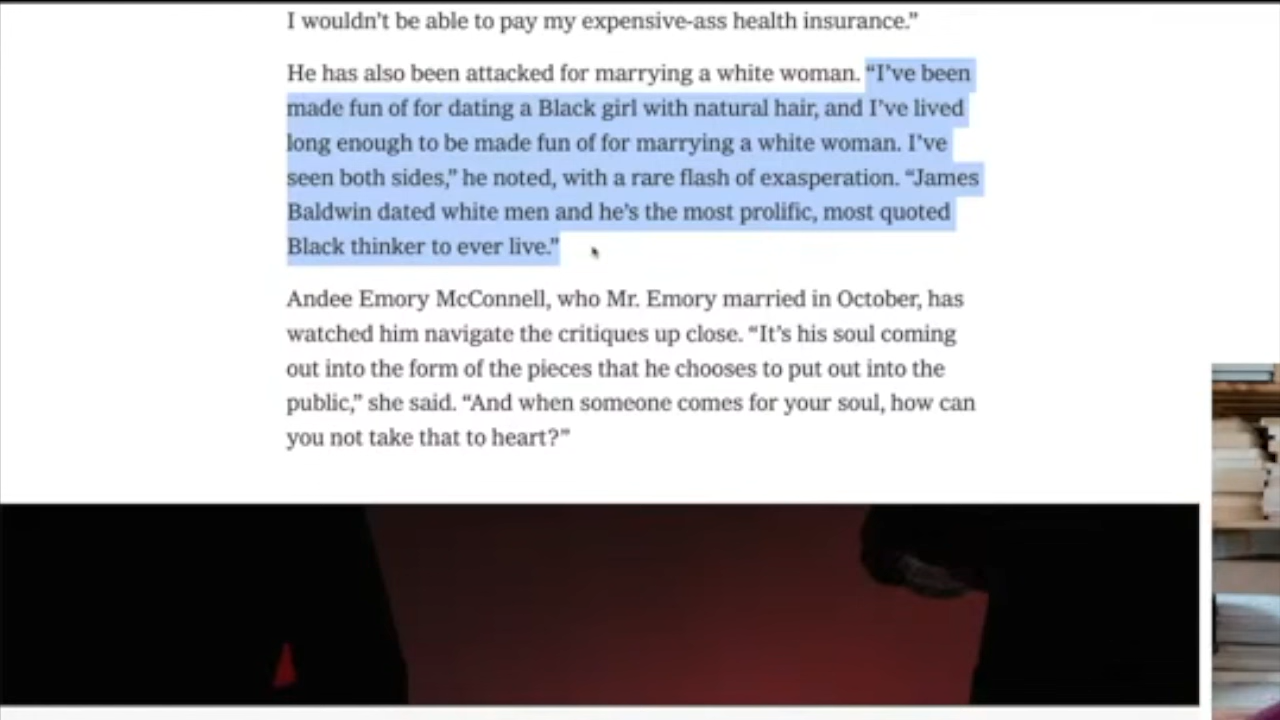 I wouldn’t be able to pay my expensive-ass health insurance.”
He has also been attacked for marrying a white woman. “I’ve been
made fun of for dating a Black girl with natural hair, and I’ve lived
long enough to be made fun of for marrying a white woman. I’ve
seen both sides,” he noted, with a rare flash of exasperation. “James
Baldwin dated white men and he’s the most prolific, most quoted
Black thinker to ever live.”
Andee Emory McConnell, who Mr. Emory married in October, has
watched him navigate the critiques up close. “It’s his soul coming
out into the form of the pieces that he chooses to put out into the
public,” she said. “And when someone comes for your soul, how can
you not take that to heart?”